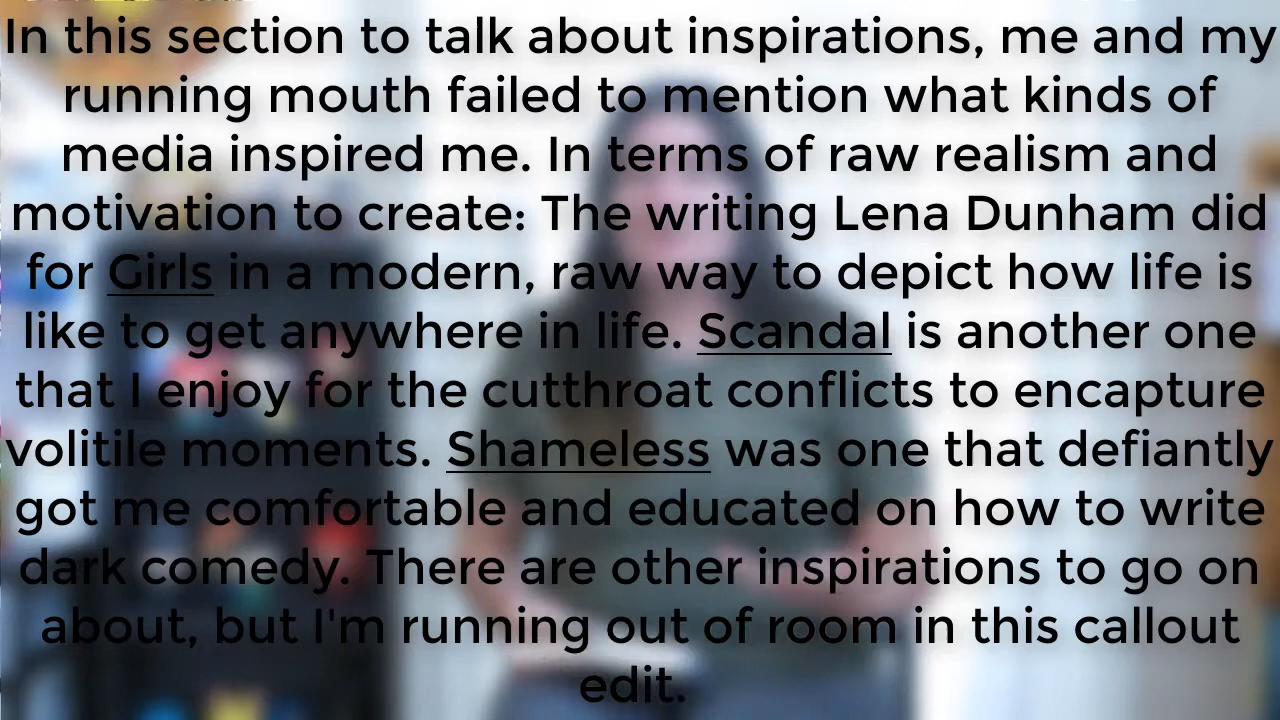 In this section to talk about inspirations, me and my
running mouth failed to mention what kinds of
media inspired me. In terms of raw realism and
motivation to create: The writing Lena Dunham did
for Girls in a modern, raw way to depict how life is
like to get anywhere in life. Scandal is another one
that I enjoy for the cutthroat conflicts to encapture
volitile moments. Shameless was one that defiantly
got me comfortable and educated on how to write
dark comedy. There are other inspirations to go on
about, but I'm running out of room in this callout
edit.